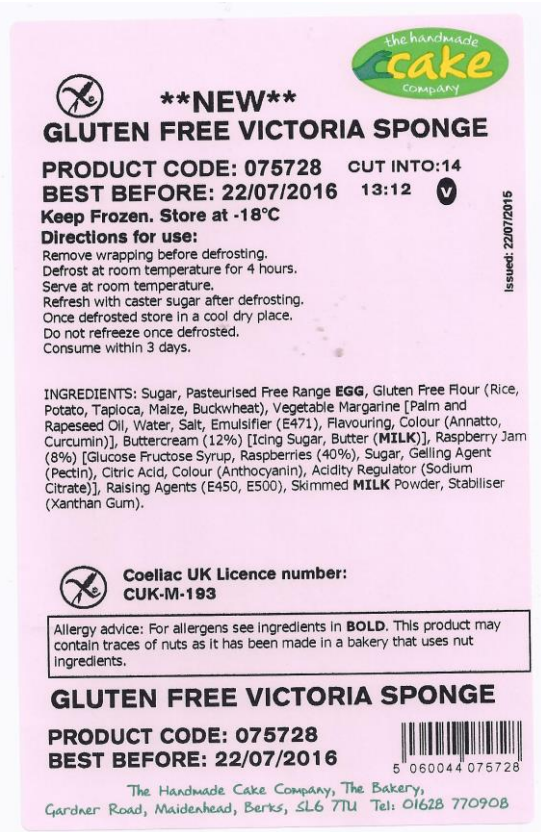 the handmade
cake
company
**NEW**
GLUTEN FREE VICTORIA SPONGE
PRODUCT CODE: 075728 CUT INTO:14
BEST BEFORE: 22/07/2016 13:12 V
Keep Frozen. Store at -18°C
Directions for use:
Remove wrapping before defrosting.
Defrost at room temperature for 4 hours.
Serve at room temperature.
Refresh with caster sugar after defrosting.
Once defrosted store in a cool dry place.
Do not refreeze once defrosted.
Consume within 3 days.
Issued: 22/07/2015
INGREDIENTS: Sugar, Pasteurised Free Range EGG, Gluten Free Flour (Rice,
Potato, Tapioca, Maize, Buckwheat), Vegetable Margarine [Palm and
Rapeseed Oil, Water, Salt, Emulsifier (E471), Flavouring, Colour (Annatto,
Curcumin)], Buttercream (12%) [Icing Sugar, Butter (MILK)], Raspberry Jam
(8%) [Glucose Fructose Syrup, Raspberries (40%), Sugar, Gelling Agent
(Pectin), Citric Acid, Colour (Anthocyanin), Acidity Regulator (Sodium
Citrate)], Raising Agents (E450, E500), Skimmed MILK Powder, Stabiliser
(Xanthan Gum).
Coeliac UK Licence number:
CUK-M-193
Allergy advice: For allergens see ingredients in BOLD. This product may
contain traces of nuts as it has been made in a bakery that uses nut
ingredients.
GLUTEN FREE VICTORIA SPONGE
PRODUCT CODE: 075728
BEST BEFORE: 22/07/2016
5 060044 075728
The Handmade Cake Company, The Bakery,
Gardner Road, Maidenhead, Berks, SL6 7TU Tel: 01628 770908